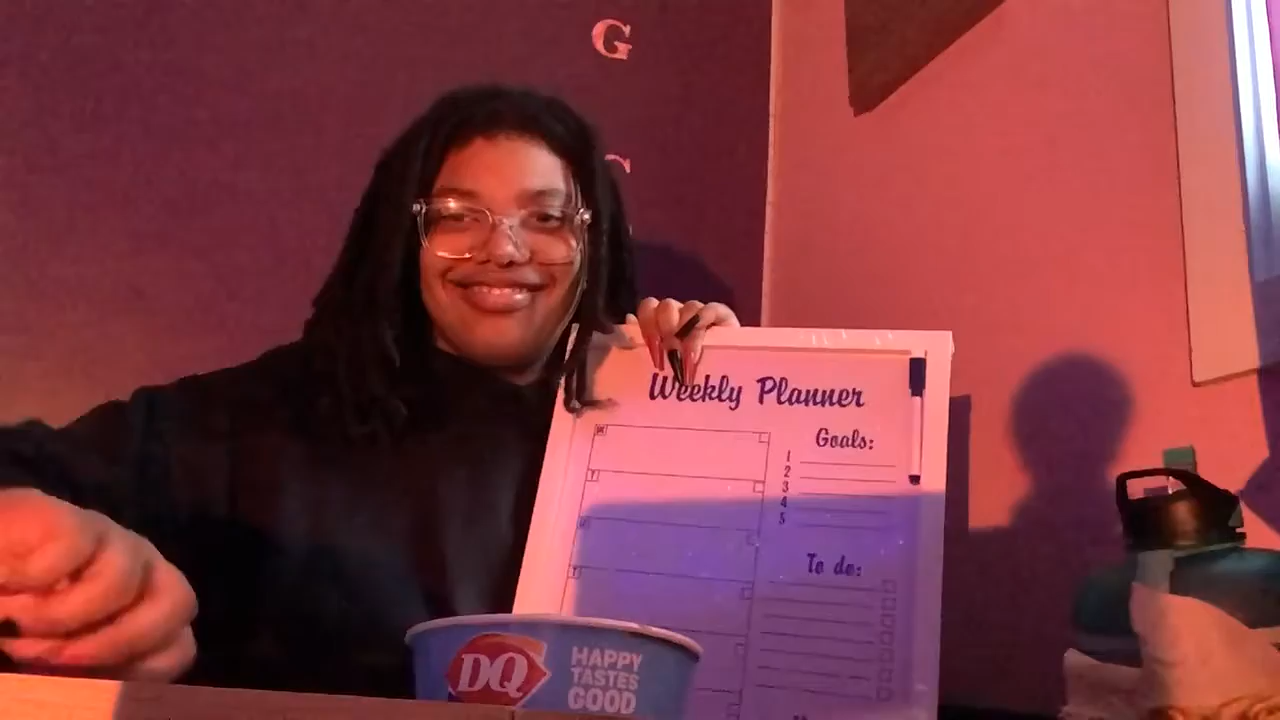 G
Weekly Planner
Goals:
1
2
3
4
5
To do:
M
T
W
T
DQ
HAPPY
TASTES
GOOD